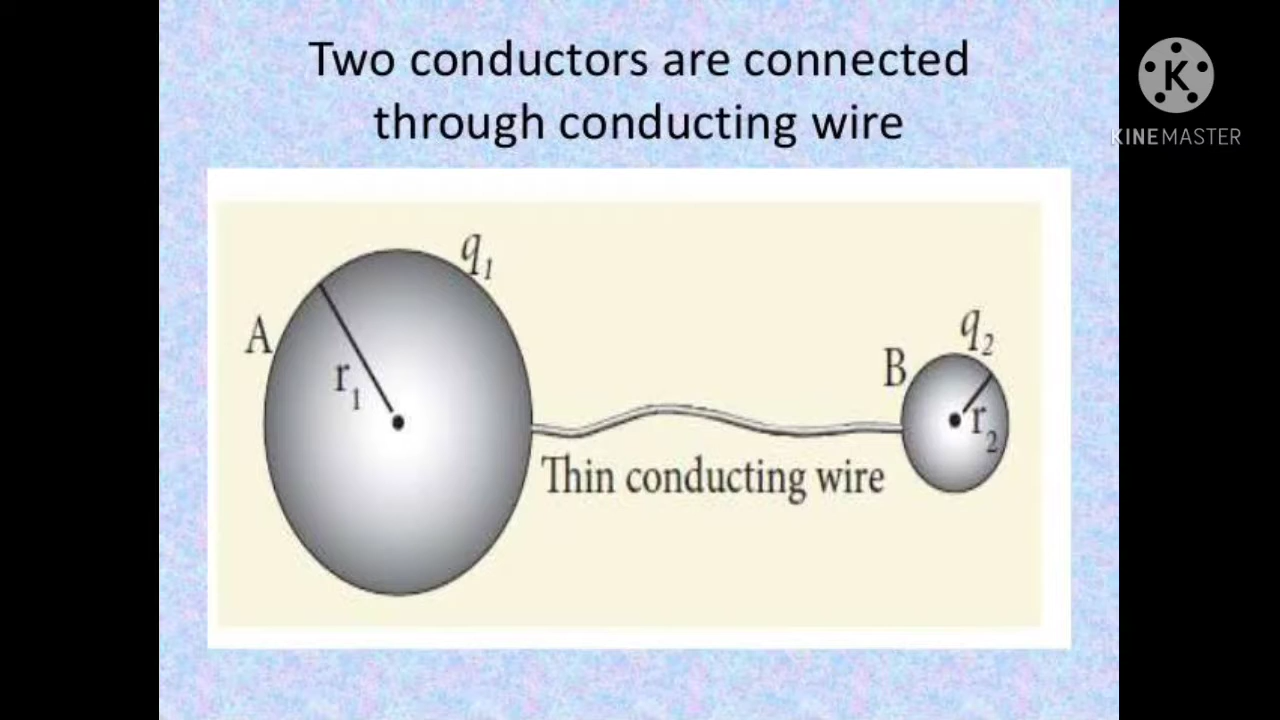 Two conductors are connected
through conducting wire
K
KINEMASTER
q1
A
r1
q2
B
r2
Thin conducting wire